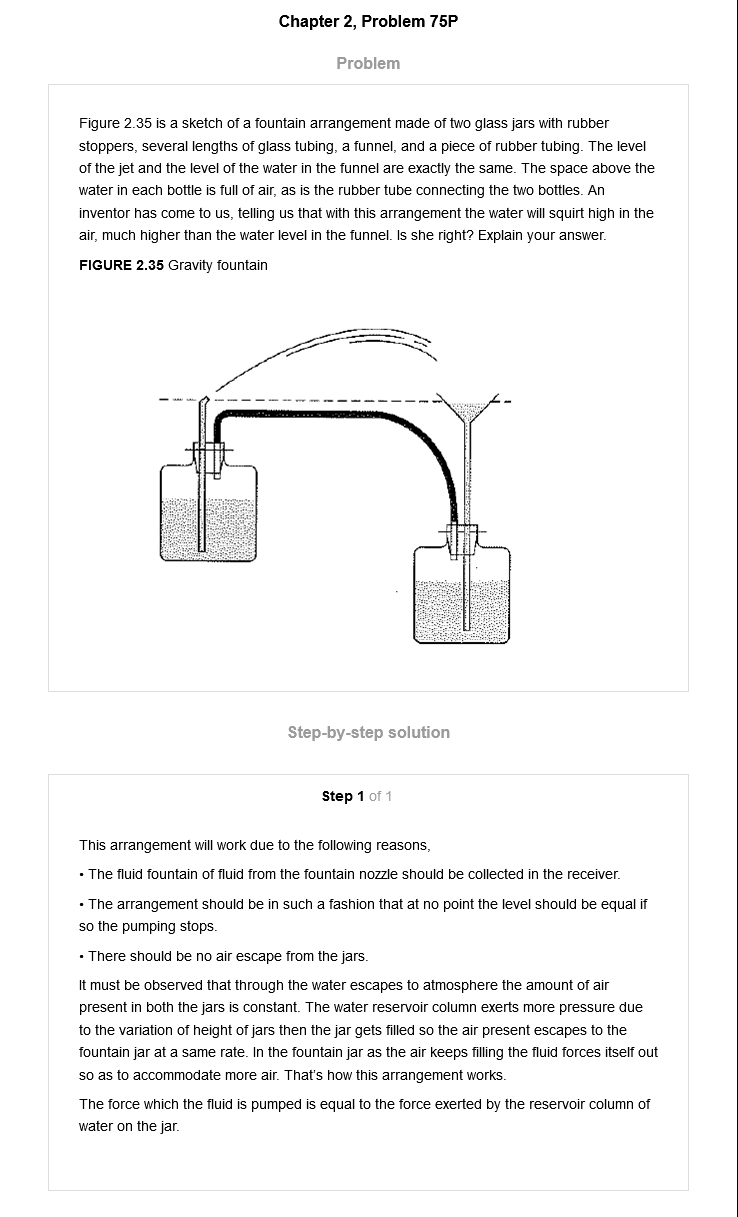 Chapter 2, Problem 75P
Problem
Figure 2.35 is a sketch of a fountain arrangement made of two glass jars with rubber
stoppers, several lengths of glass tubing, a funnel, and a piece of rubber tubing. The level
of the jet and the level of the water in the funnel are exactly the same. The space above the
water in each bottle is full of air, as is the rubber tube connecting the two bottles. An
inventor has come to us, telling us that with this arrangement the water will squirt high in the
air, much higher than the water level in the funnel. Is she right? Explain your answer.
FIGURE 2.35 Gravity fountain
Step-by-step solution
Step 1 of 1
This arrangement will work due to the following reasons,
• The fluid fountain of fluid from the fountain nozzle should be collected in the receiver.
• The arrangement should be in such a fashion that at no point the level should be equal if
so the pumping stops.
• There should be no air escape from the jars.
It must be observed that through the water escapes to atmosphere the amount of air
present in both the jars is constant. The water reservoir column exerts more pressure due
to the variation of height of jars then the jar gets filled so the air present escapes to the
fountain jar at a same rate. In the fountain jar as the air keeps filling the fluid forces itself out
so as to accommodate more air. That's how this arrangement works.
The force which the fluid is pumped is equal to the force exerted by the reservoir column of
water on the jar.